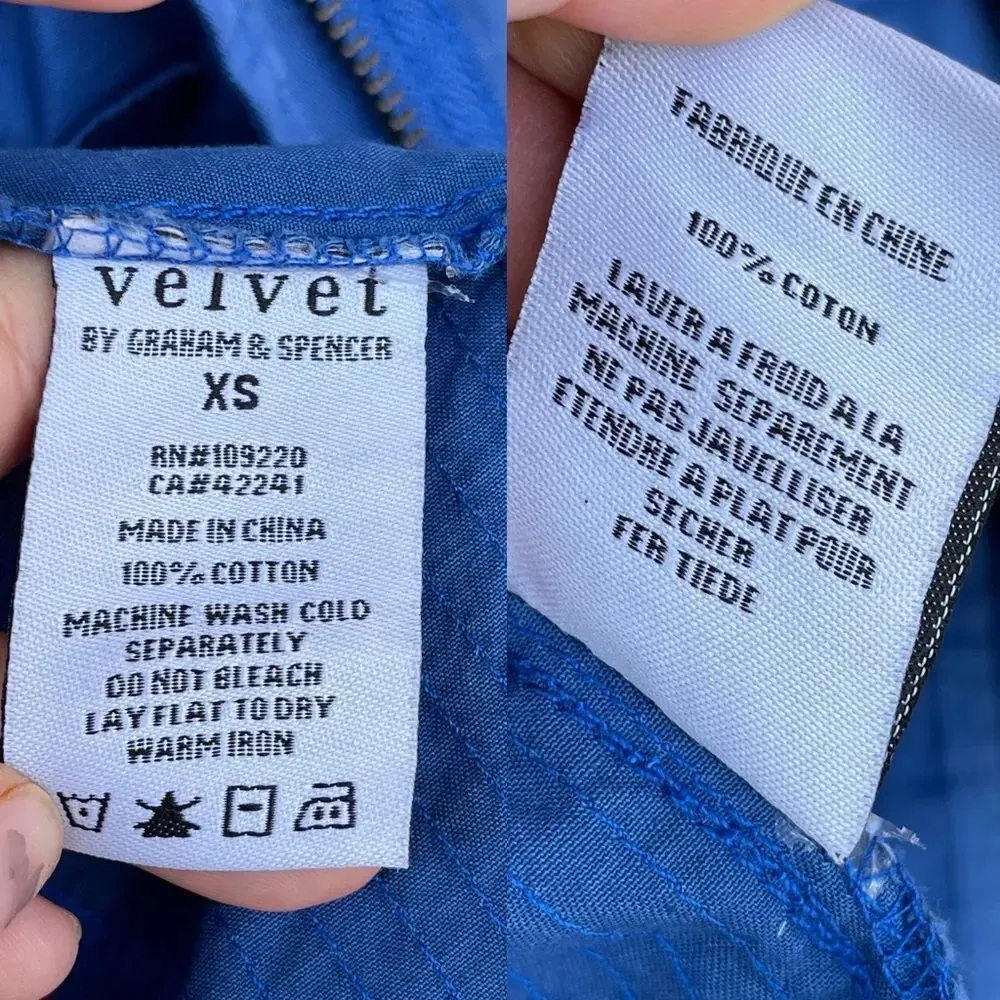 velvet
BY GRAHAM & SPENCER
XS
RN#109220
CA#42241
MADE IN CHINA
100% COTTON
MACHINE WASH COLD
SEPARATELY
DO NOT BLEACH
LAY FLAT TO DRY
WARM IRON
FABRIQUE EN CHINE
100% COTON
LAVER A FROID A LA
MACHINE SEPAREMENT
NE PAS JAVELLISER
ETENDRE A PLAT POUR
SECHER
FER TIEDE